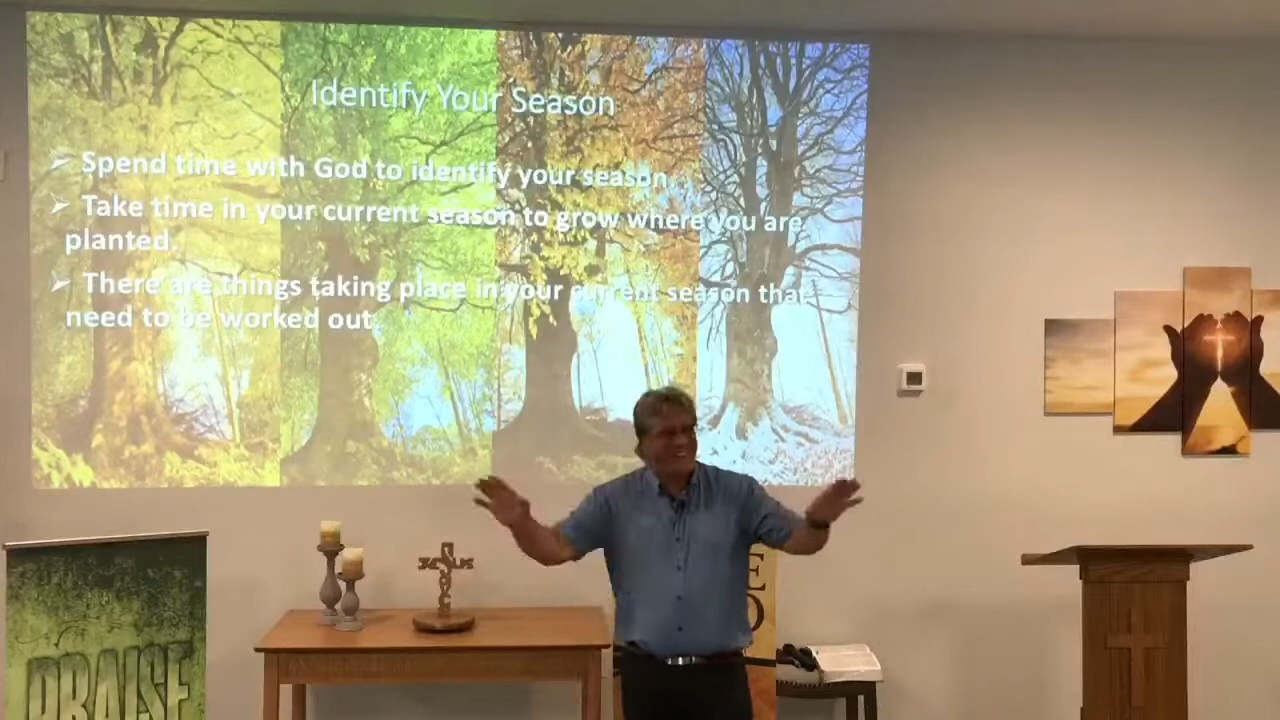 Identify Your Season
➢ Spend time with God to identify your season.
➢ Take time in your current season to grow where you are
planted.
➢ There are things taking place in your current season that
need to be worked out.
JESUS
PRAISE